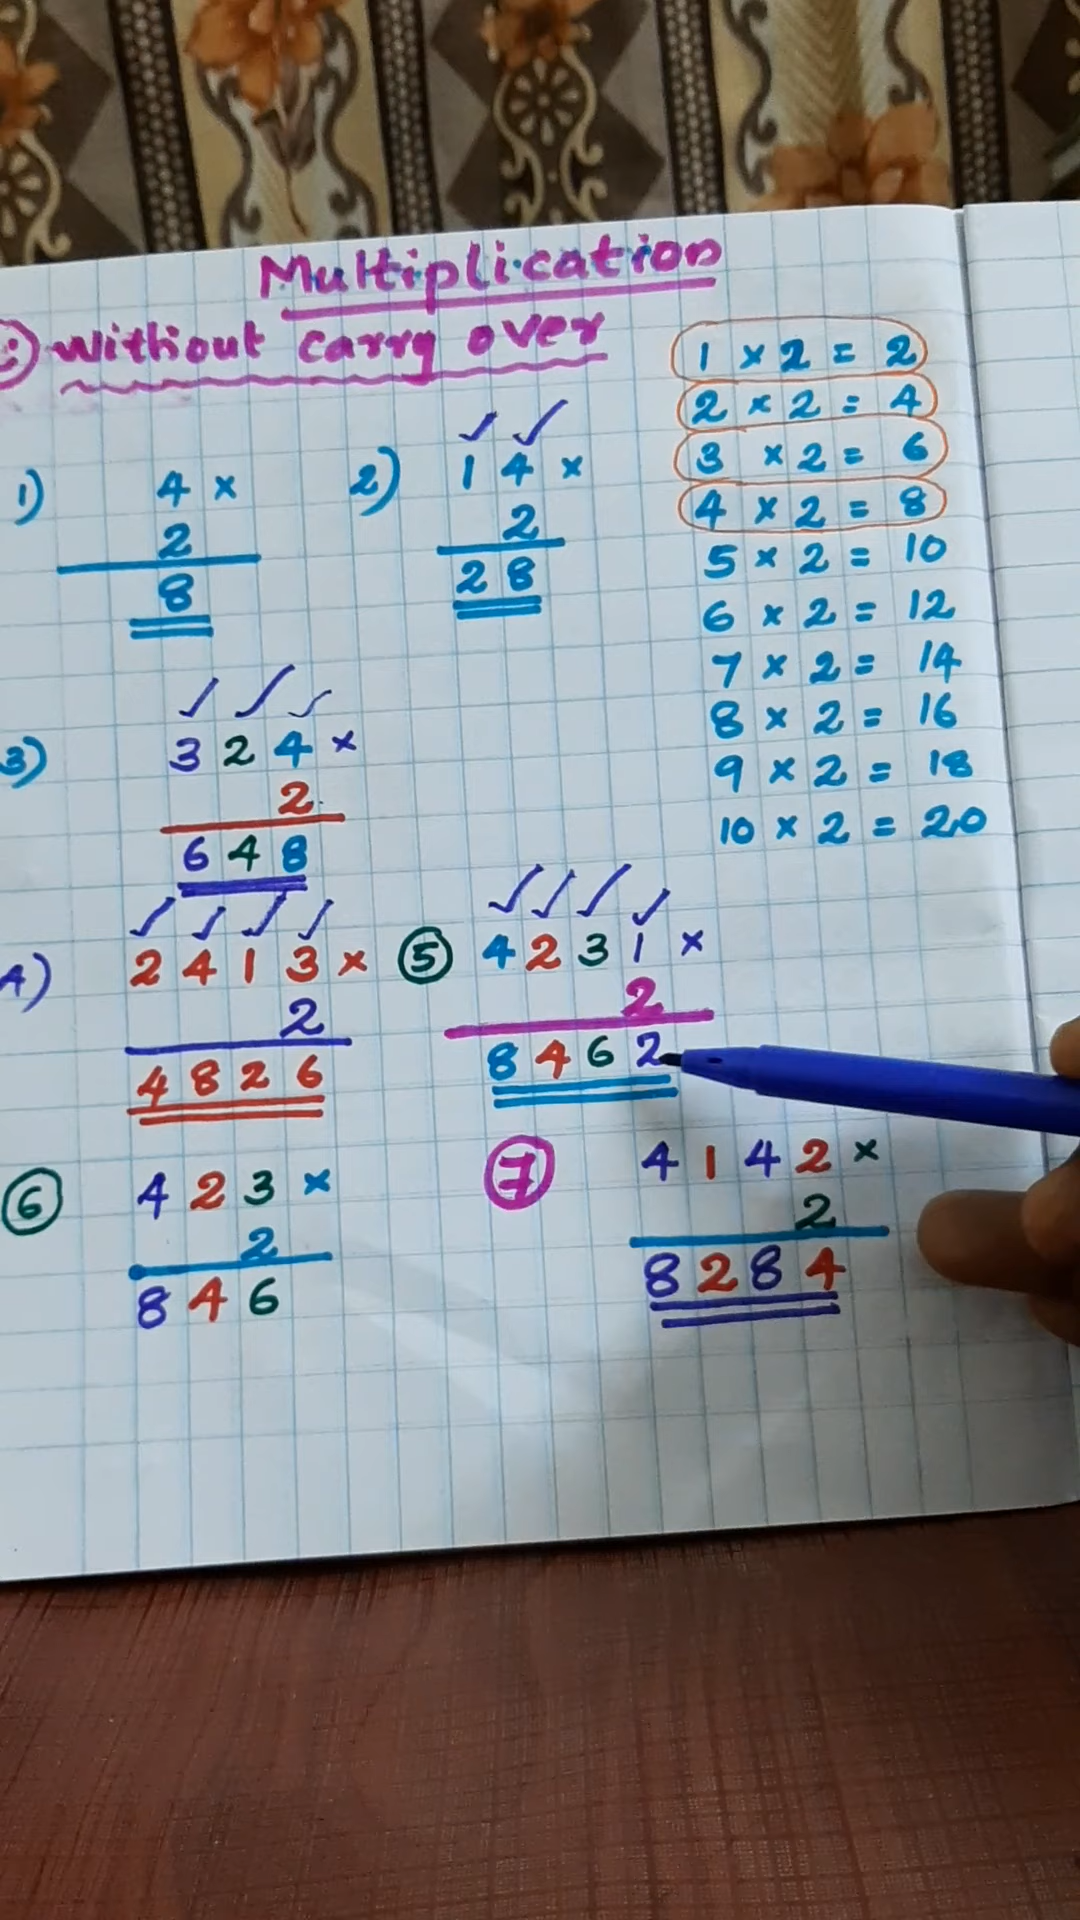 Multiplication
:) without carry over
1 x 2 = 2
2 x 2 = 4
3 x 2 = 6
4 x 2 = 8
5 x 2 = 10
6 x 2 = 12
7 x 2 = 14
8 x 2 = 16
9 x 2 = 18
10 x 2 = 20
1) 4 x
2
8
2) 14 x
2
28
3) 324 x
2
648
4) 2413 x
2
4826
5 4231 x
2
8462
6 423 x
2
846
7 4142 x
2
8284